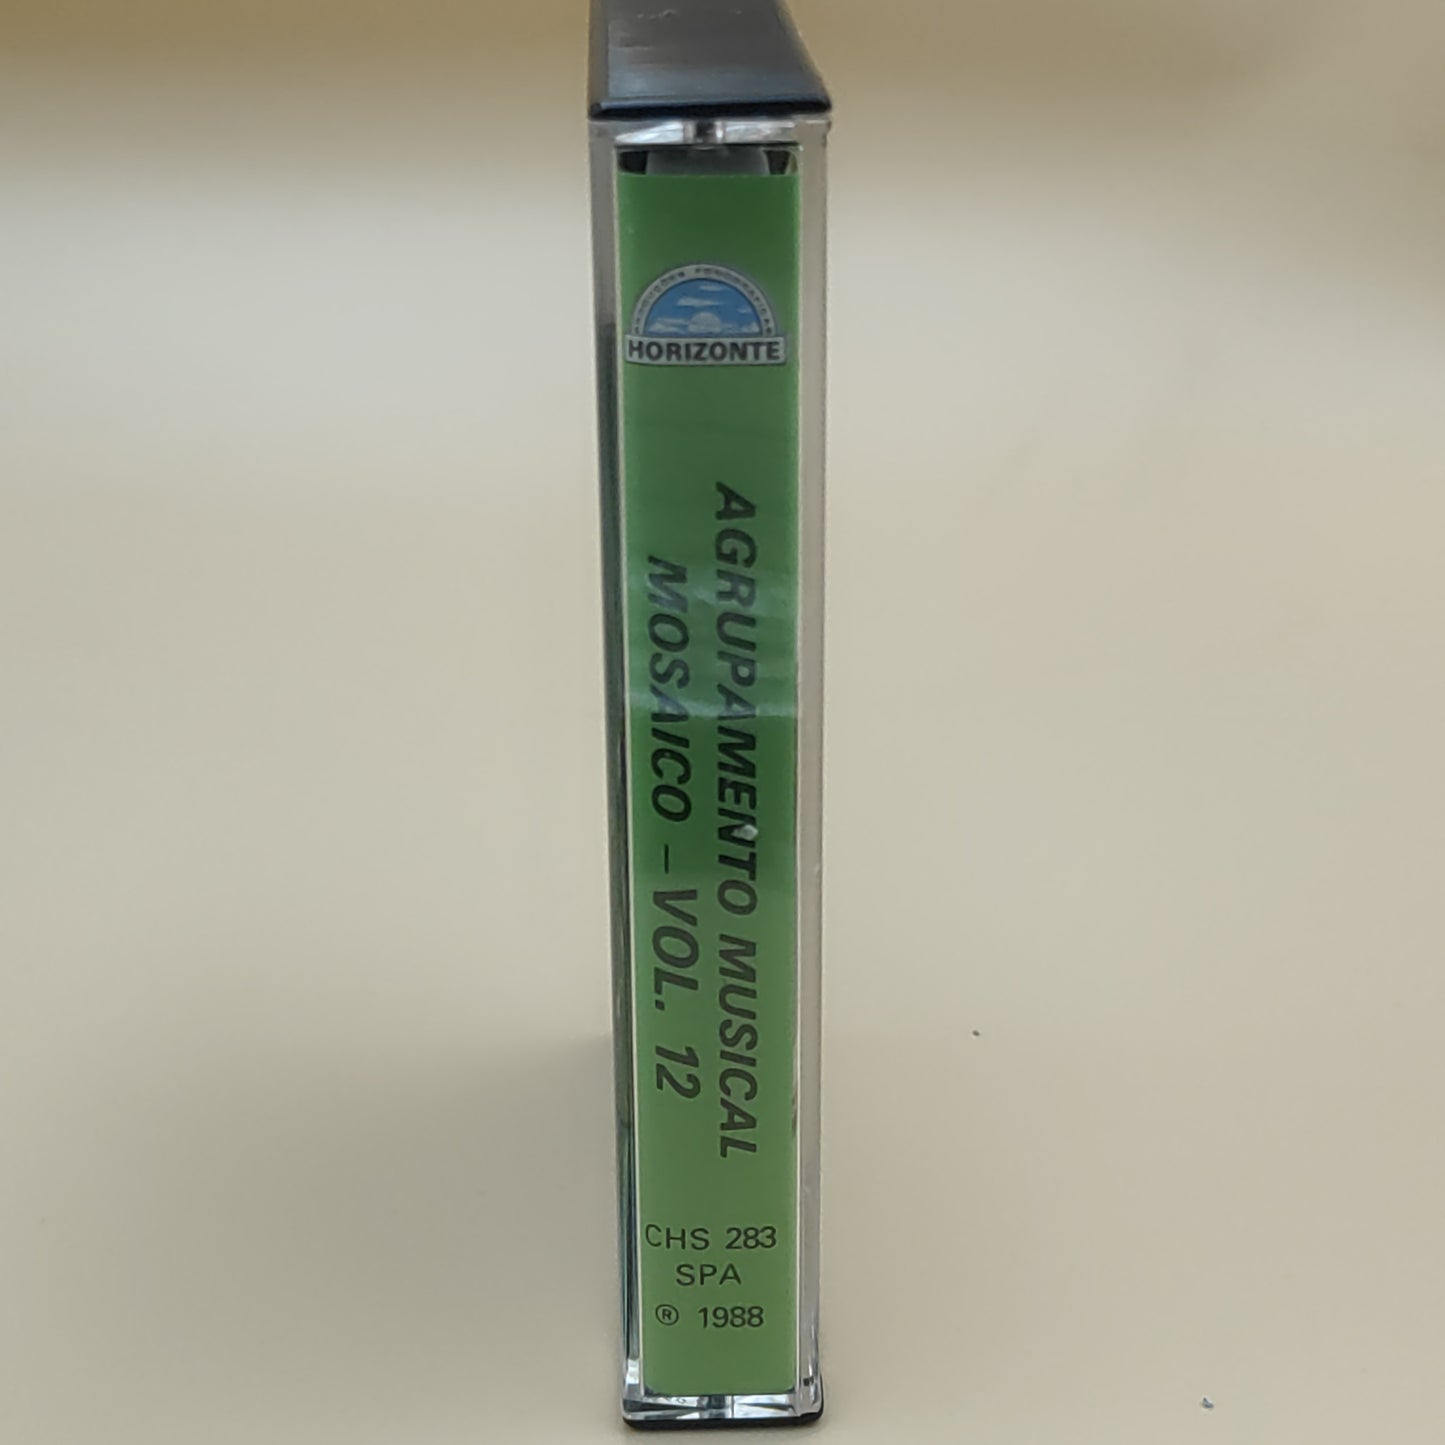 HORIZONTE
AGRUPAMENTO MUSICAL
MOSAICO – VOL. 12
CHS 283
SPA
® 1988